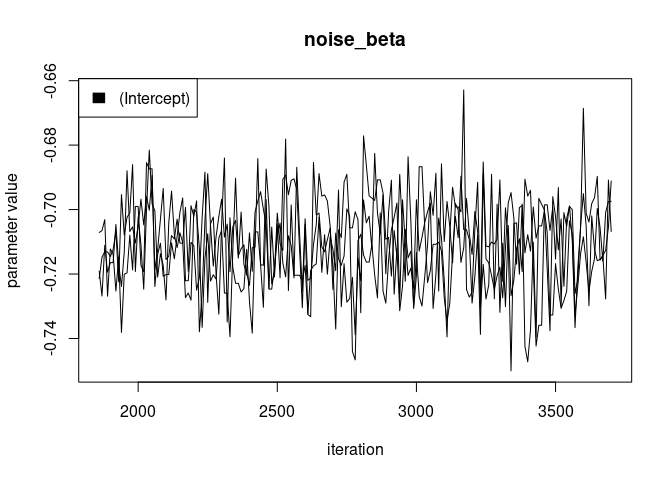 noise_beta
(Intercept)
parameter value
-0.66
-0.68
-0.70
-0.72
-0.74
2000 2500 3000 3500
iteration